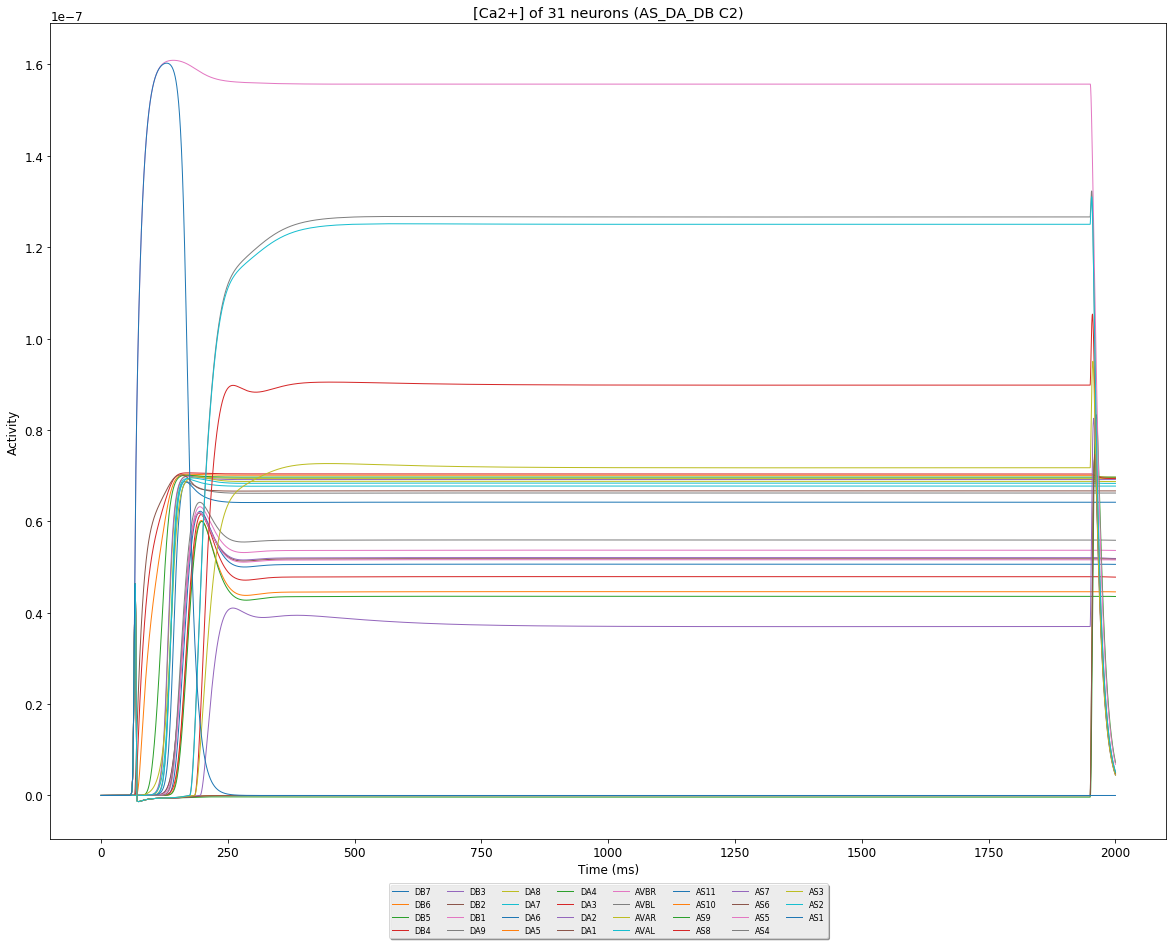 [Ca2+] of 31 neurons (AS_DA_DB C2)
1e−7
1.6
1.4
1.2
1.0
0.8
0.6
0.4
0.2
0.0
Activity
0 250 500 750 1000 1250 1500 1750 2000
Time (ms)
DB7 DB3 DA8 DA4 AVBR AS11 AS7 AS3
DB6 DB2 DA7 DA3 AVBL AS10 AS6 AS2
DB5 DB1 DA6 DA2 AVAR AS9 AS5 AS1
DB4 DA9 DA5 DA1 AVAL AS8 AS4